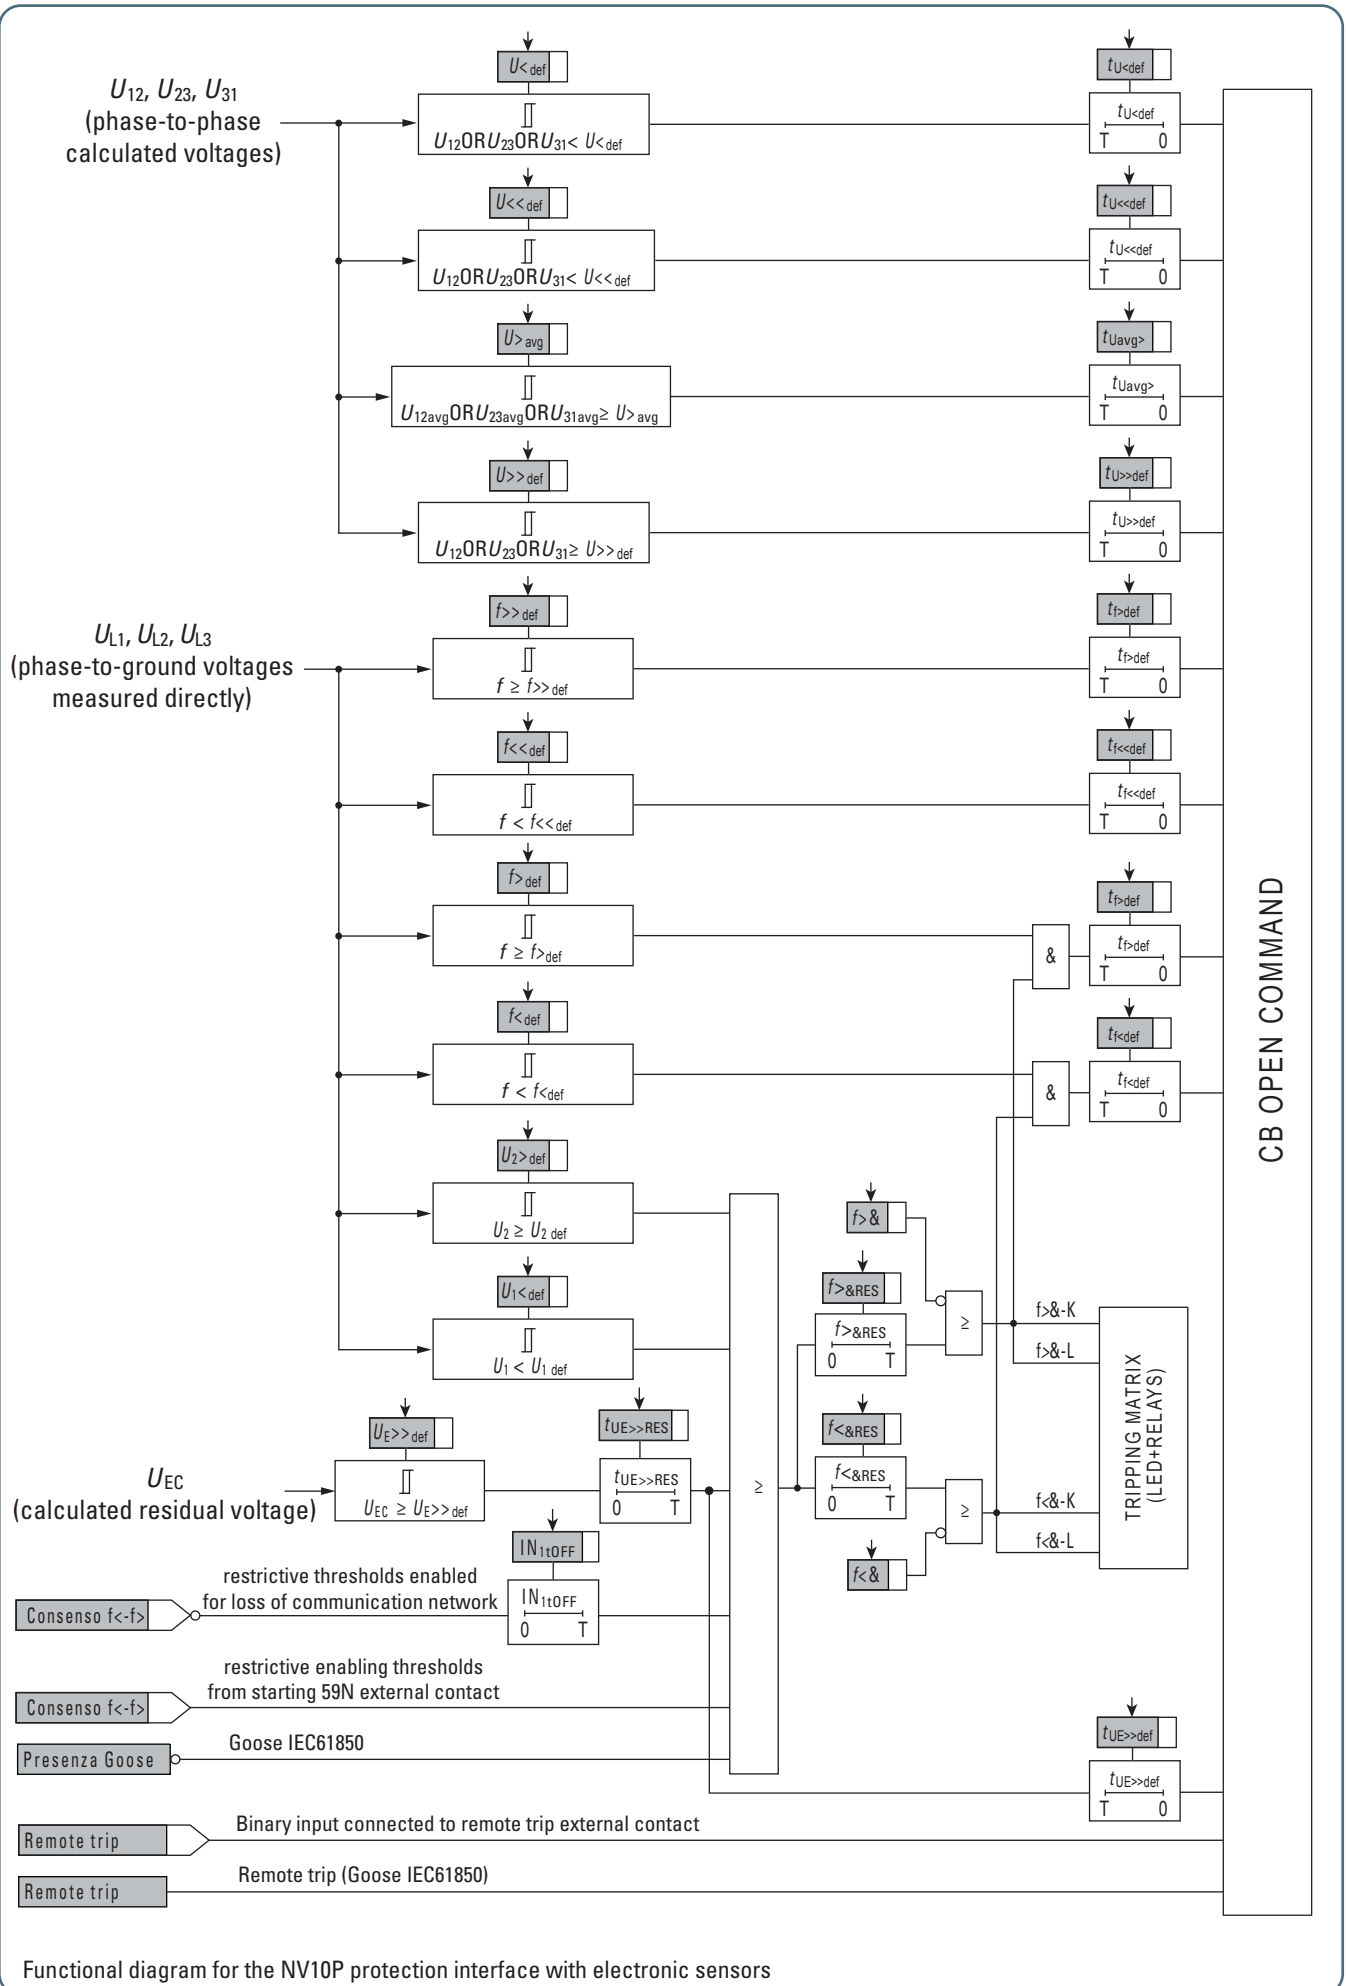 U<def
tU<def
U12, U23, U31
(phase-to-phase
calculated voltages)
U12ORU23ORU31< U<def
tU<def
T 0
U<<def
tU<<def
U12ORU23ORU31< U<<def
tU<<def
T 0
U>avg
tUavg>
U12avgORU23avgORU31avg≥ U>avg
tUavg>
T 0
U>>def
tU>>def
U12ORU23ORU31≥ U>>def
tU>>def
T 0
f>>def
tf>def
UL1, UL2, UL3
(phase-to-ground voltages
measured directly)
f ≥ f>>def
tf>def
T 0
f<<def
tf<<def
f < f<<def
tf<<def
T 0
f>def
tf>def
f ≥ f>def
&
tf>def
T 0
f<def
tf<def
f < f<def
&
tf<def
T 0
CB OPEN COMMAND
U2>def
U2 ≥ U2 def
f>&
U1<def
U1 < U1 def
f>&RES
f>&RES
0 T
≥
f>&-K
f>&-L
TRIPPING MATRIX
(LED+RELAYS)
UE>>def
tUE>>RES
f<&RES
UEC
(calculated residual voltage)
UEC ≥ UE>>def
tUE>>RES
0 T
≥
f<&RES
0 T
≥
f<&-K
f<&-L
f<&
IN1tOFF
restrictive thresholds enabled
for loss of communication network
Consenso f<-f>
IN1tOFF
0 T
restrictive enabling thresholds
from starting 59N external contact
Consenso f<-f>
Goose IEC61850
Presenza Goose
tUE>>def
tUE>>def
T 0
Binary input connected to remote trip external contact
Remote trip
Remote trip (Goose IEC61850)
Remote trip
Functional diagram for the NV10P protection interface with electronic sensors